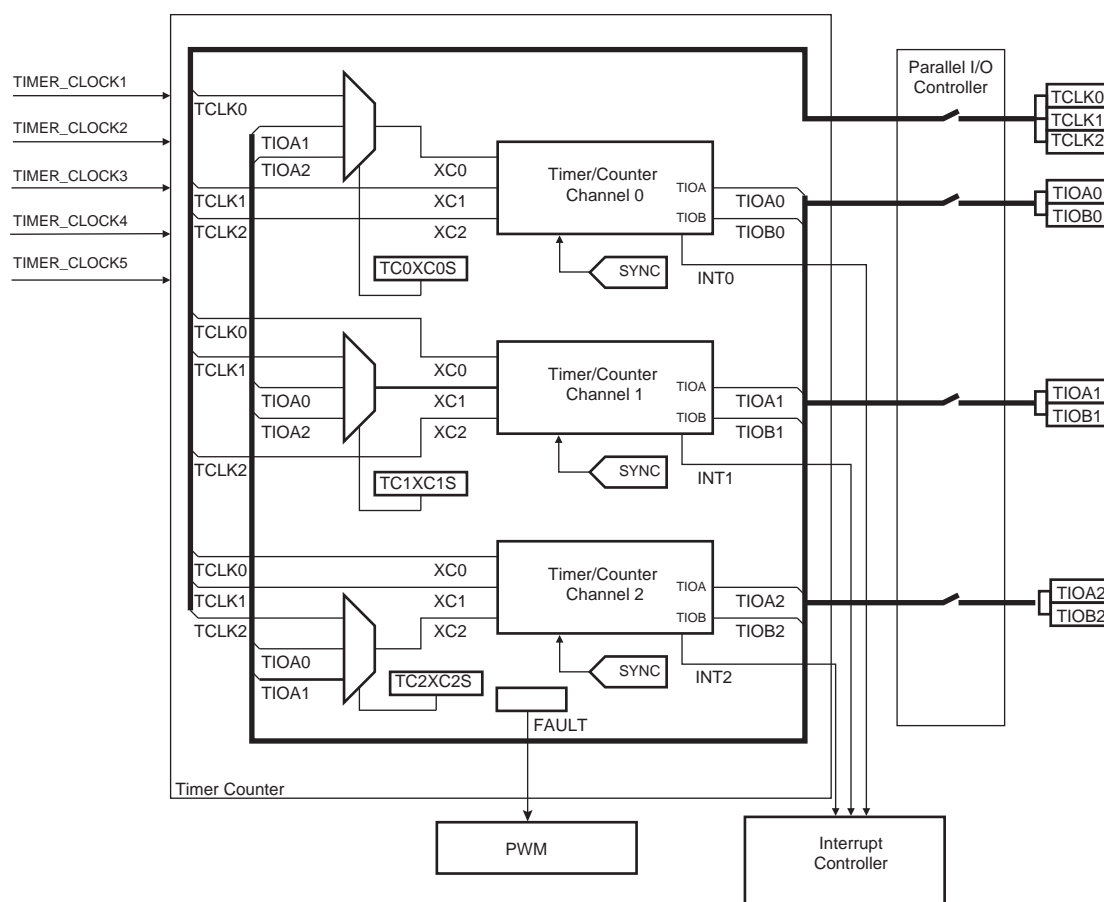 TIMER_CLOCK1
TIMER_CLOCK2
TIMER_CLOCK3
TIMER_CLOCK4
TIMER_CLOCK5
TCLK0
TIOA1
TIOA2
TCLK1
TCLK2
XC0
XC1
XC2
TC0XC0S
Timer/Counter
Channel 0
TIOA
TIOB
TIOA0
TIOB0
SYNC
INT0
TCLK0
TCLK1
TIOA0
TIOA2
TCLK2
XC0
XC1
XC2
TC1XC1S
Timer/Counter
Channel 1
TIOA
TIOB
TIOA1
TIOB1
SYNC
INT1
TCLK0
TCLK1
TCLK2
TIOA0
TIOA1
XC0
XC1
XC2
TC2XC2S
Timer/Counter
Channel 2
TIOA
TIOB
TIOA2
TIOB2
SYNC
INT2
FAULT
Timer Counter
Parallel I/O
Controller
TCLK0
TCLK1
TCLK2
TIOA0
TIOB0
TIOA1
TIOB1
TIOA2
TIOB2
PWM
Interrupt
Controller